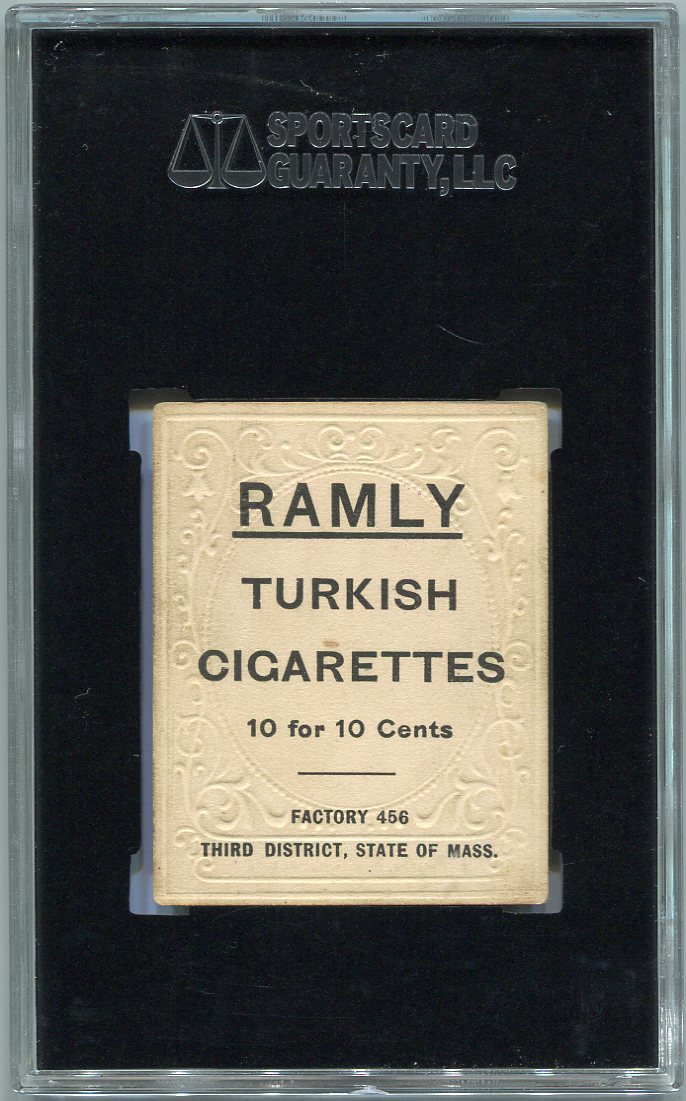 SPORTSCARD
GUARANTY, LLC
RAMLY
TURKISH
CIGARETTES
10 for 10 Cents
FACTORY 456
THIRD DISTRICT, STATE OF MASS.